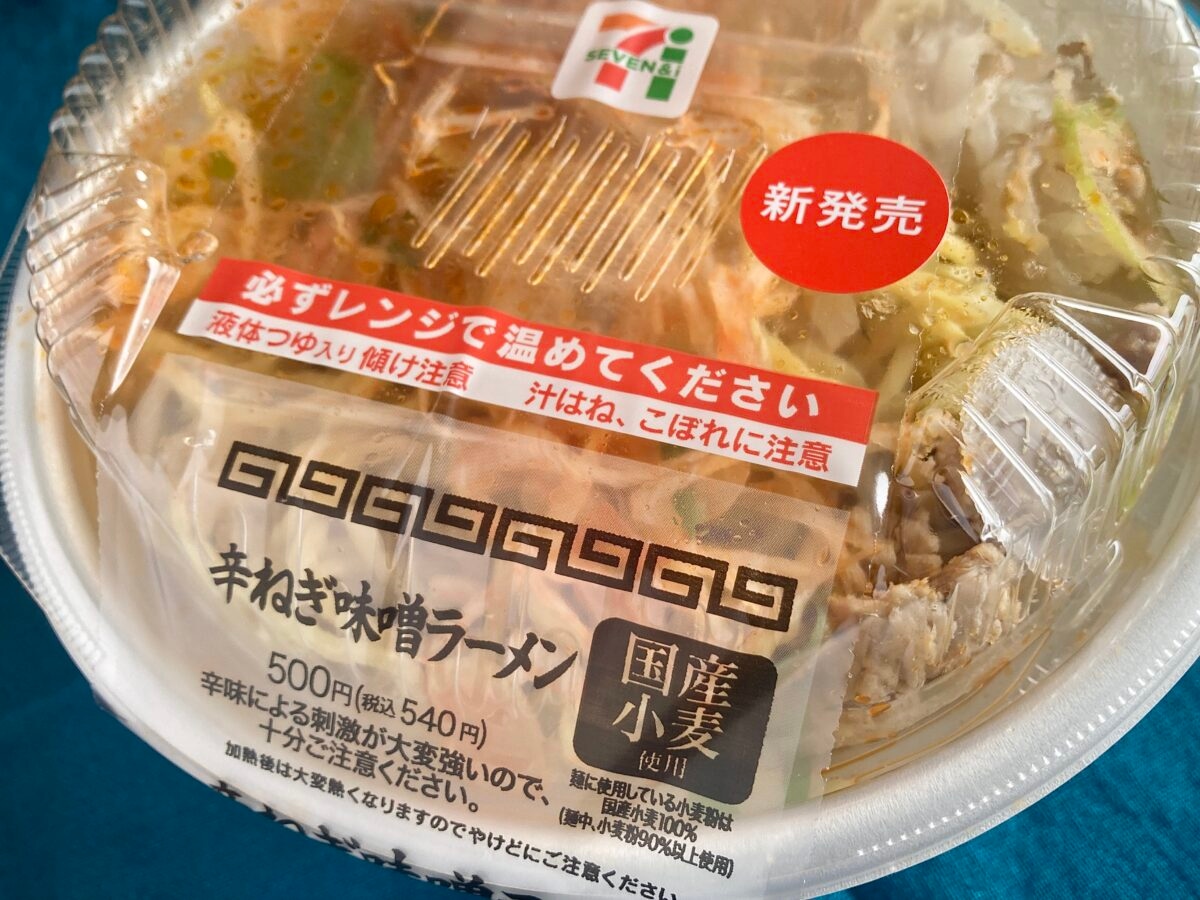 SEVEN&i
新発売
必ずレンジで温めてください
液体つゆ入り傾け注意 汁はね、こぼれに注意
辛ねぎ味噌ラーメン
500円(税込540円)
辛味による刺激が大変強いので、
十分ご注意ください。
加熱後は大変熱くなりますのでやけどにご注意ください
国産
小麦
使用
麺に使用している小麦粉は
国産小麦100%
(麺中、小麦粉90%以上使用)
辛ねぎ味噌ラ